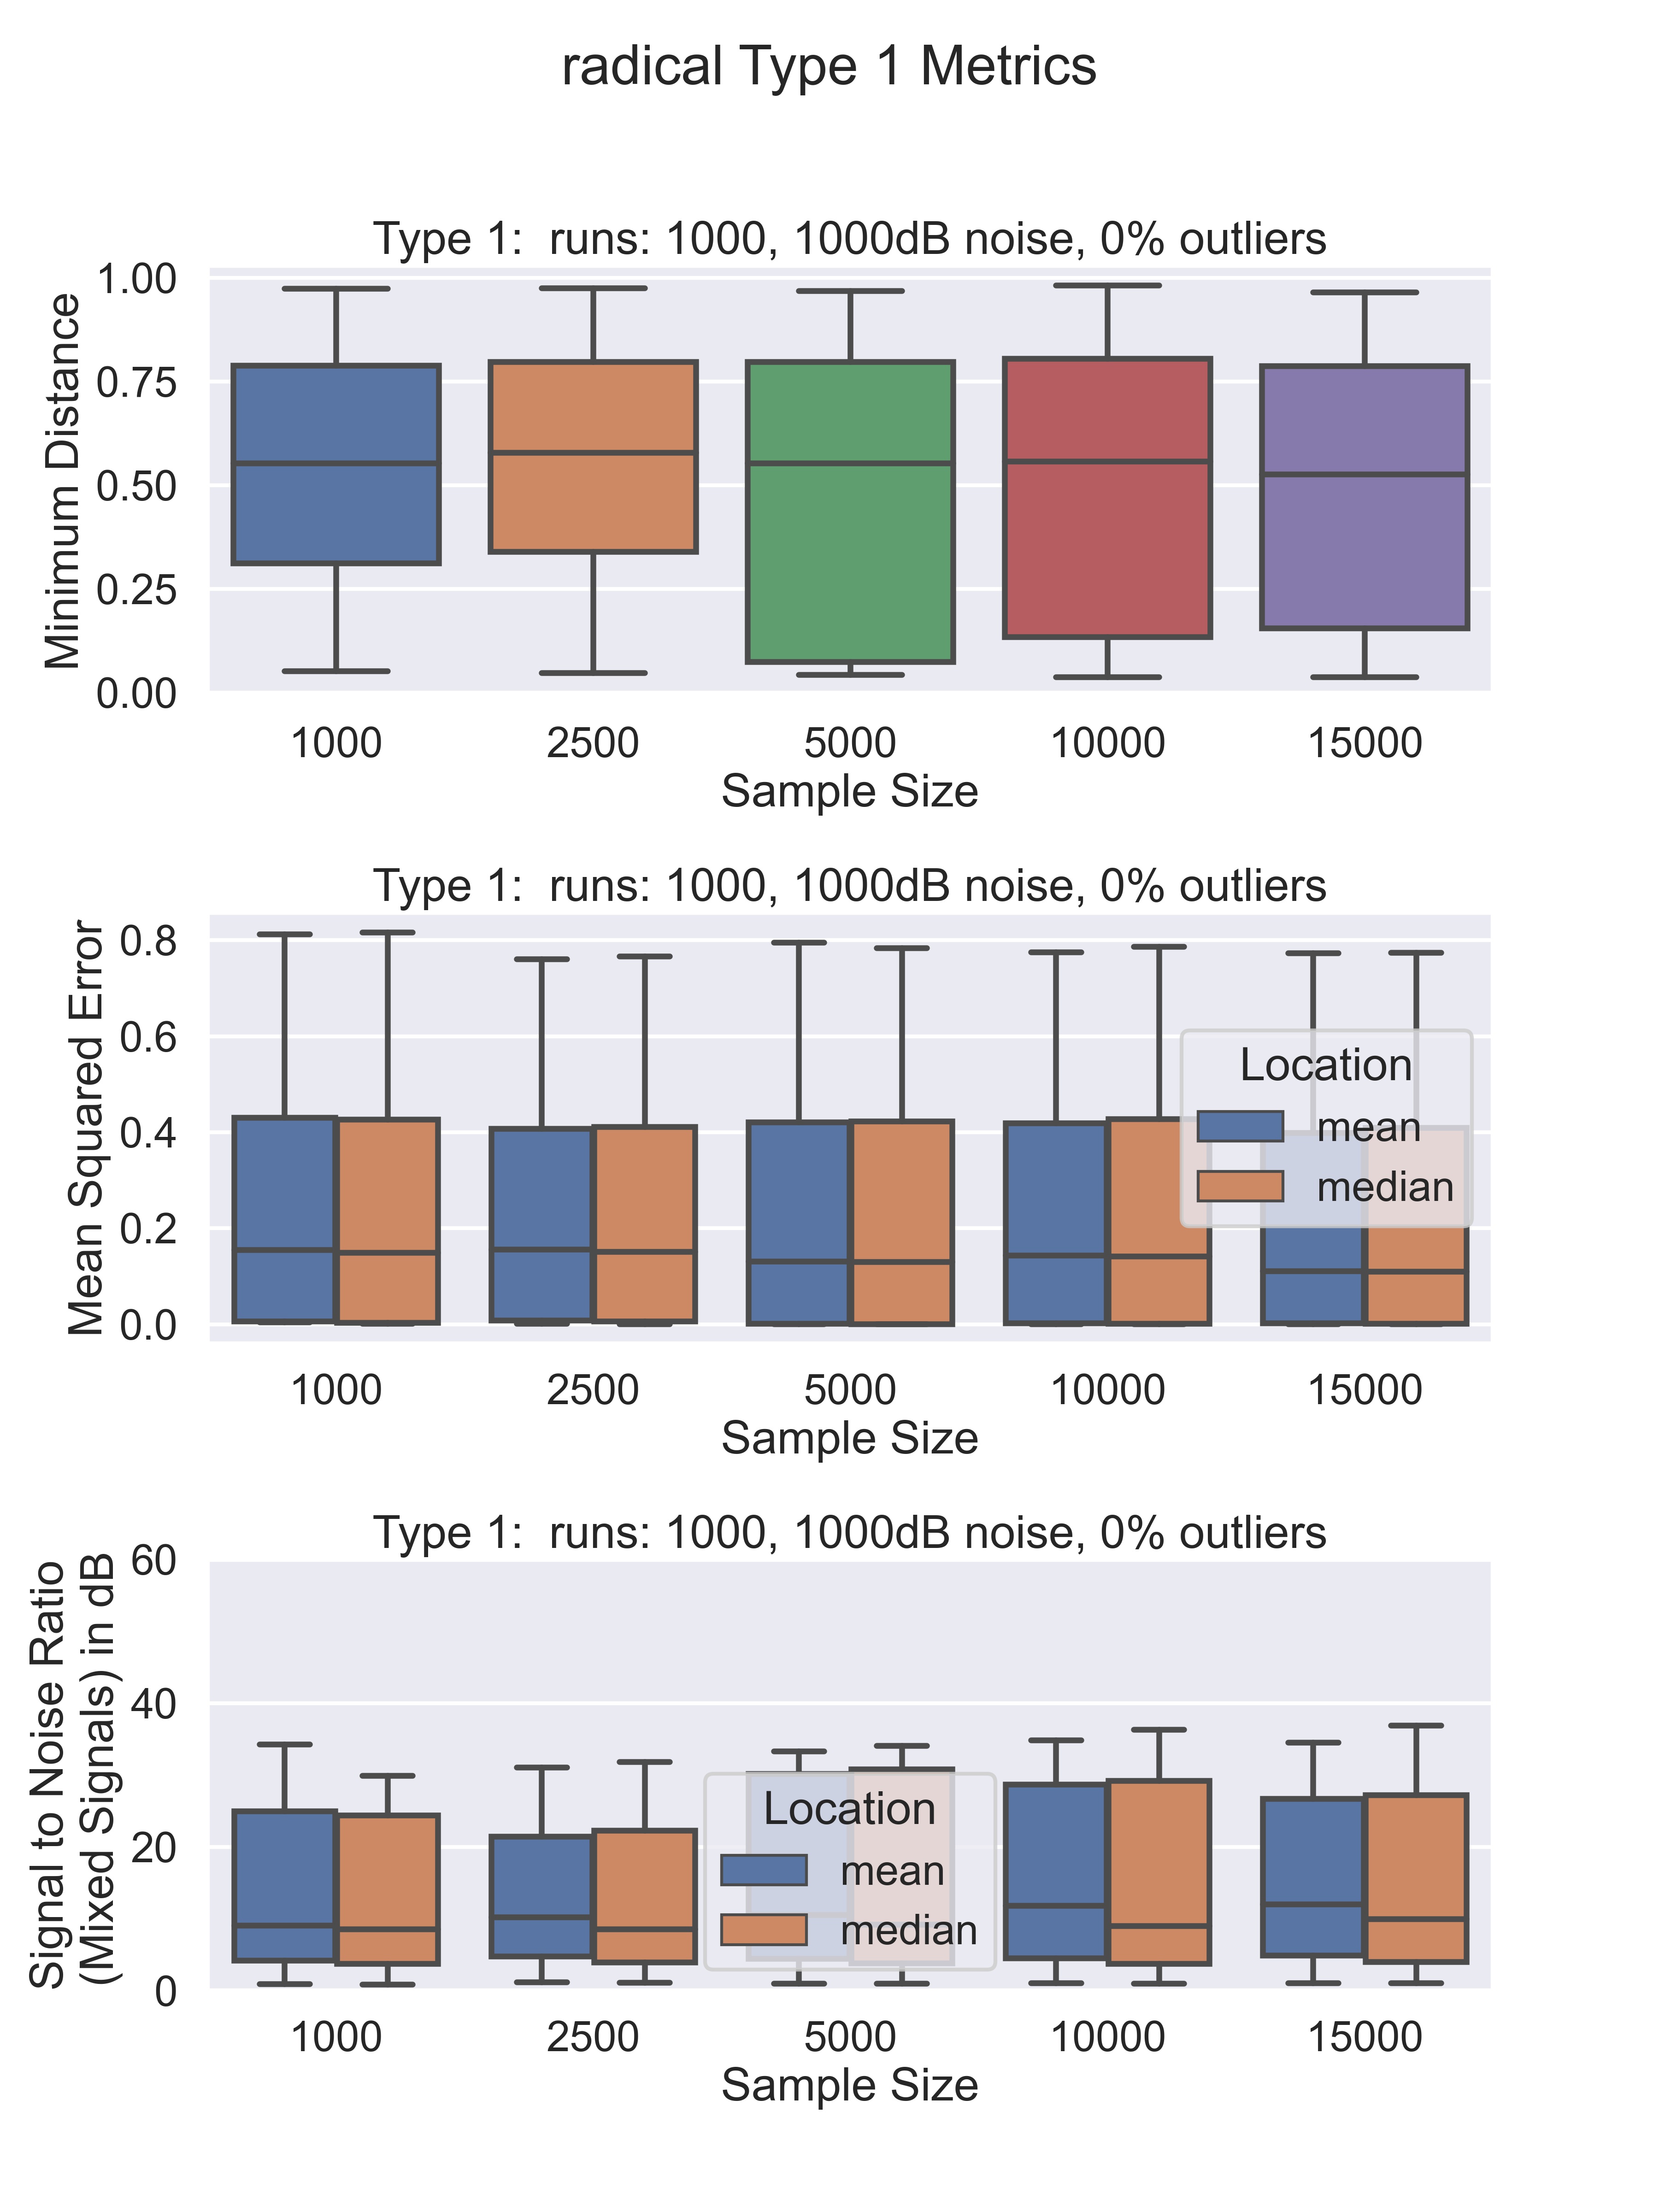 radical Type 1 Metrics
Type 1:  runs: 1000, 1000dB noise, 0% outliers
Minimum Distance
1.00
0.75
0.50
0.25
0.00
1000 2500 5000 10000 15000
Sample Size
Type 1:  runs: 1000, 1000dB noise, 0% outliers
Mean Squared Error
0.8
0.6
0.4
0.2
0.0
Location
mean
median
1000 2500 5000 10000 15000
Sample Size
Type 1:  runs: 1000, 1000dB noise, 0% outliers
Signal to Noise Ratio
(Mixed Signals) in dB
60
40
20
0
Location
mean
median
1000 2500 5000 10000 15000
Sample Size